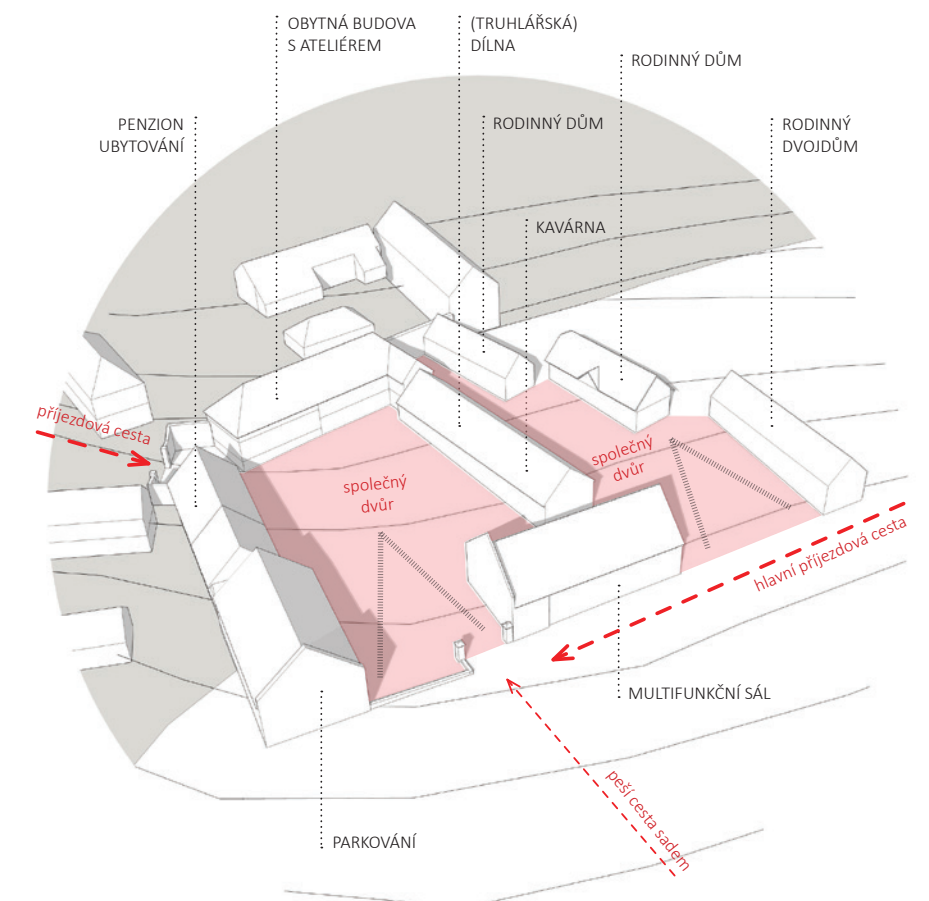 OBYTNÁ BUDOVA
S ATELIÉREM
(TRUHLÁŘSKÁ)
DÍLNA
RODINNÝ DŮM
PENZION
UBYTOVÁNÍ
RODINNÝ DŮM
RODINNÝ
DVOJDŮM
KAVÁRNA
příjezdová cesta
společný
dvůr
společný
dvůr
hlavní příjezdová cesta
MULTIFUNKČNÍ SÁL
peší cesta sadem
PARKOVÁNÍ